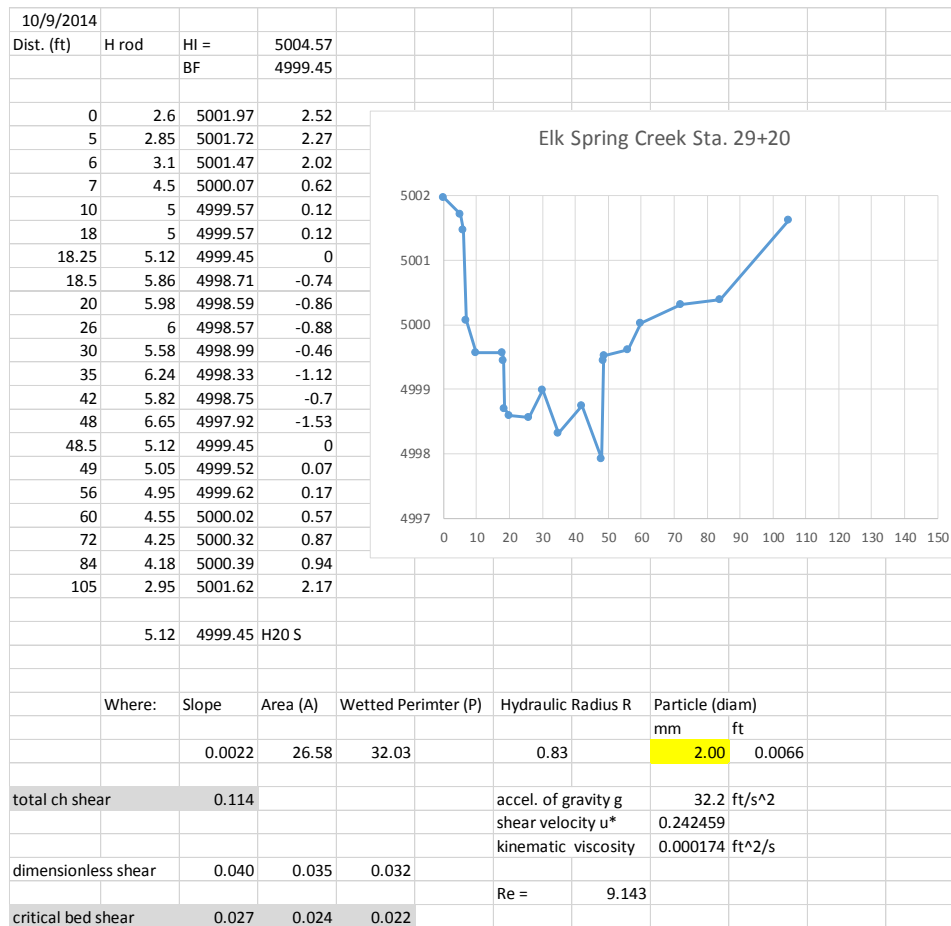 10/9/2014
Dist. (ft) H rod HI = 5004.57
BF 4999.45
0 2.6 5001.97 2.52
5 2.85 5001.72 2.27
6 3.1 5001.47 2.02
7 4.5 5000.07 0.62
10 5 4999.57 0.12
18 5 4999.57 0.12
18.25 5.12 4999.45 0
18.5 5.86 4998.71 -0.74
20 5.98 4998.59 -0.86
26 6 4998.57 -0.88
30 5.58 4998.99 -0.46
35 6.24 4998.33 -1.12
42 5.82 4998.75 -0.7
48 6.65 4997.92 -1.53
48.5 5.12 4999.45 0
49 5.05 4999.52 0.07
56 4.95 4999.62 0.17
60 4.55 5000.02 0.57
72 4.25 5000.32 0.87
84 4.18 5000.39 0.94
105 2.95 5001.62 2.17
5.12 4999.45 H20 S
Elk Spring Creek Sta. 29+20
5002
5001
5000
4999
4998
4997
0 10 20 30 40 50 60 70 80 90 100 110 120 130 140 150
Where: Slope Area (A) Wetted Perimter (P) Hydraulic Radius R Particle (diam)
mm ft
0.0022 26.58 32.03 0.83 2.00 0.0066
total ch shear 0.114 accel. of gravity g 32.2 ft/s^2
shear velocity u* 0.242459
kinematic viscosity 0.000174 ft^2/s
dimensionless shear 0.040 0.035 0.032
Re = 9.143
critical bed shear 0.027 0.024 0.022